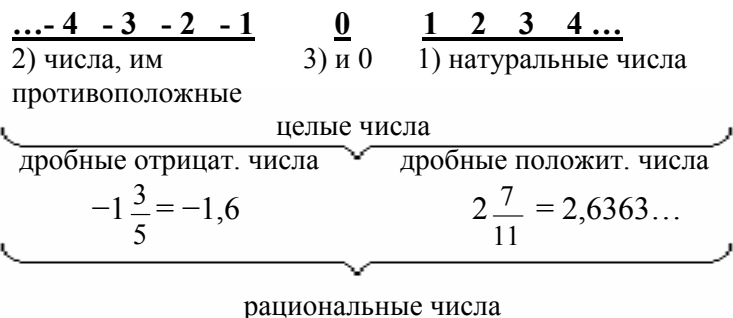 …- 4 - 3 - 2 - 1 0 1 2 3 4 …
2) числа, им 3) и 0 1) натуральные числа
противоположные
целые числа
дробные отрицат. числа дробные положит. числа
−1 3/5 = −1,6 2 7/11 = 2,6363…
рациональные числа